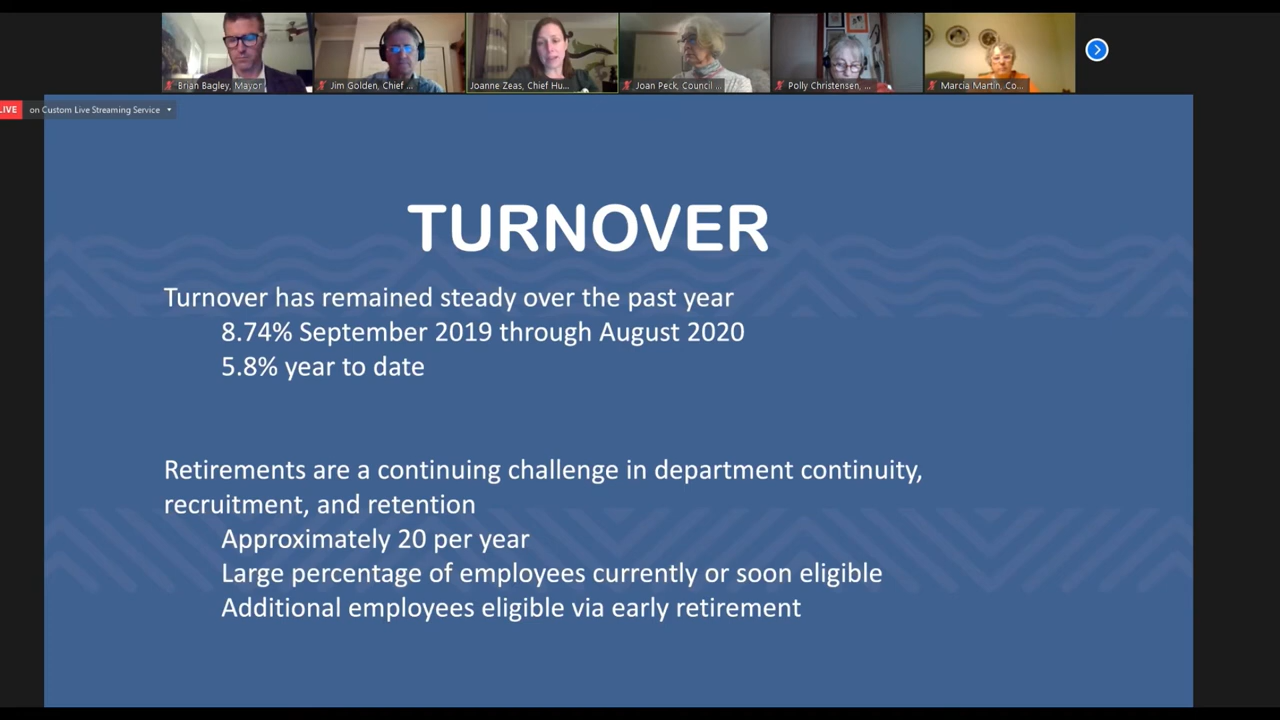 Brian Bagley, Mayor
Jim Golden, Chief ...
Joanne Zeas, Chief Hu...
Joan Peck, Council ...
Polly Christensen, ...
Marcia Martin, Co...
LIVE
on Custom Live Streaming Service
TURNOVER
Turnover has remained steady over the past year
8.74% September 2019 through August 2020
5.8% year to date
Retirements are a continuing challenge in department continuity,
recruitment, and retention
Approximately 20 per year
Large percentage of employees currently or soon eligible
Additional employees eligible via early retirement